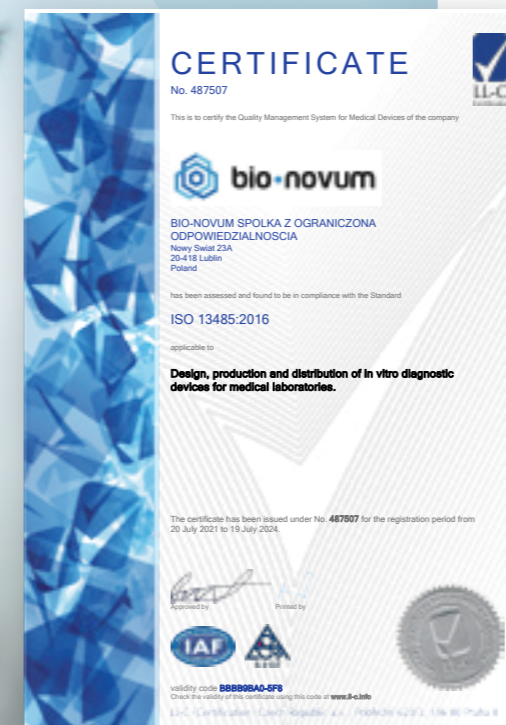 CERTIFICATE
No. 487507
LL-C
This is to certify the Quality Management System for Medical Devices of the company
bio·novum
BIO-NOVUM SPOLKA Z OGRANICZONA
ODPOWIEDZIALNOSCIA
Nowy Swiat 23A
20-418 Lublin
Poland
has been assessed and found to be in compliance with the Standard
ISO 13485:2016
applicable to
Design, production and distribution of in vitro diagnostic
devices for medical laboratories.
The certificate has been issued under No. 487507 for the registration period from
20 July 2021 to 19 July 2024.
Approved by
Printed by
IAF
validity code BBBB9BA0-5F8
Check the validity of this certificate using this code at www.ll-c.info
LL-C (Certification) Czech Republic